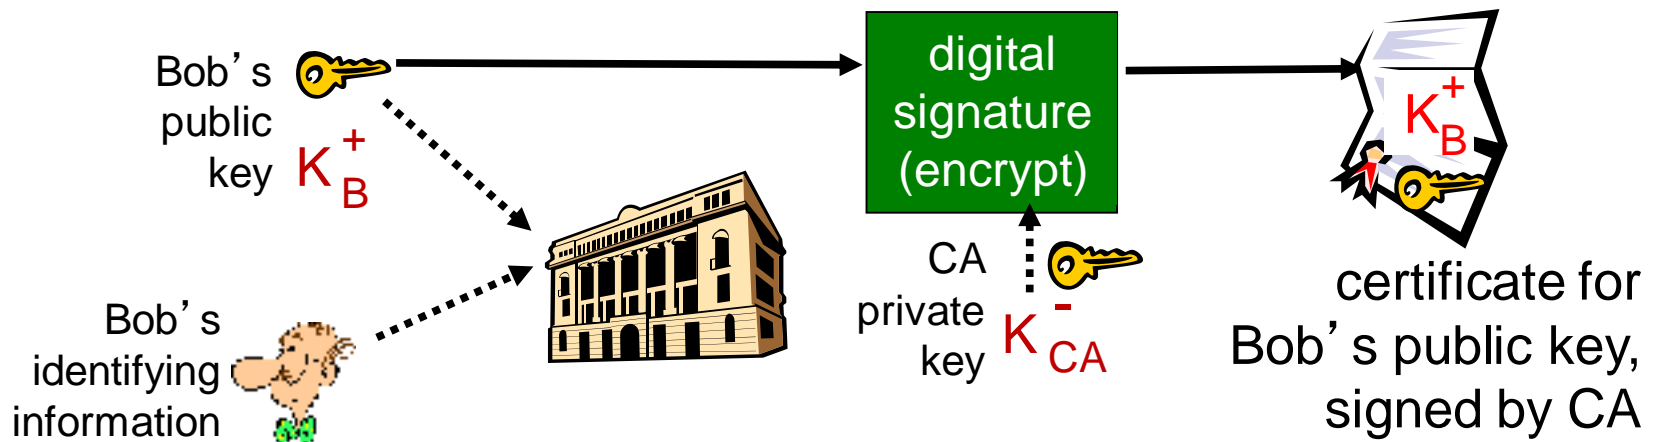 Bob’s
public
key
K+B
digital
signature
(encrypt)
K+B
Bob’s
identifying
information
CA
private
key
K-CA
certificate for
Bob’s public key,
signed by CA